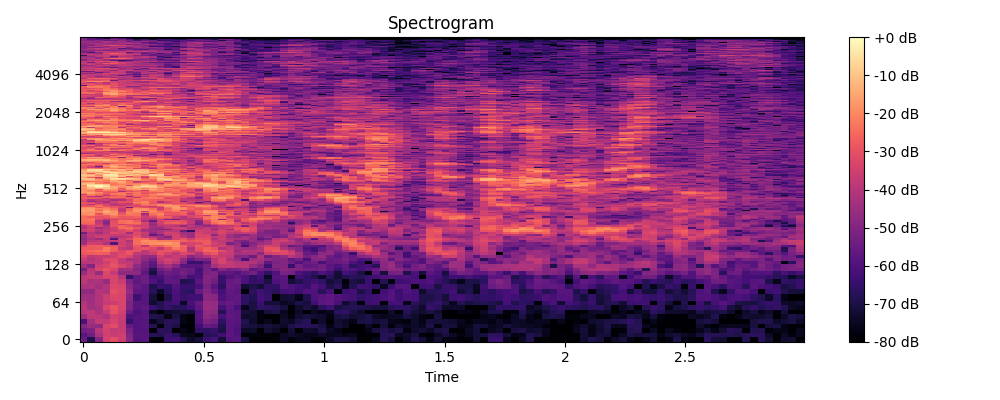 Spectrogram
Hz
4096
2048
1024
512
256
128
64
0
0
0.5
1
1.5
2
2.5
Time
+0 dB
-10 dB
-20 dB
-30 dB
-40 dB
-50 dB
-60 dB
-70 dB
-80 dB